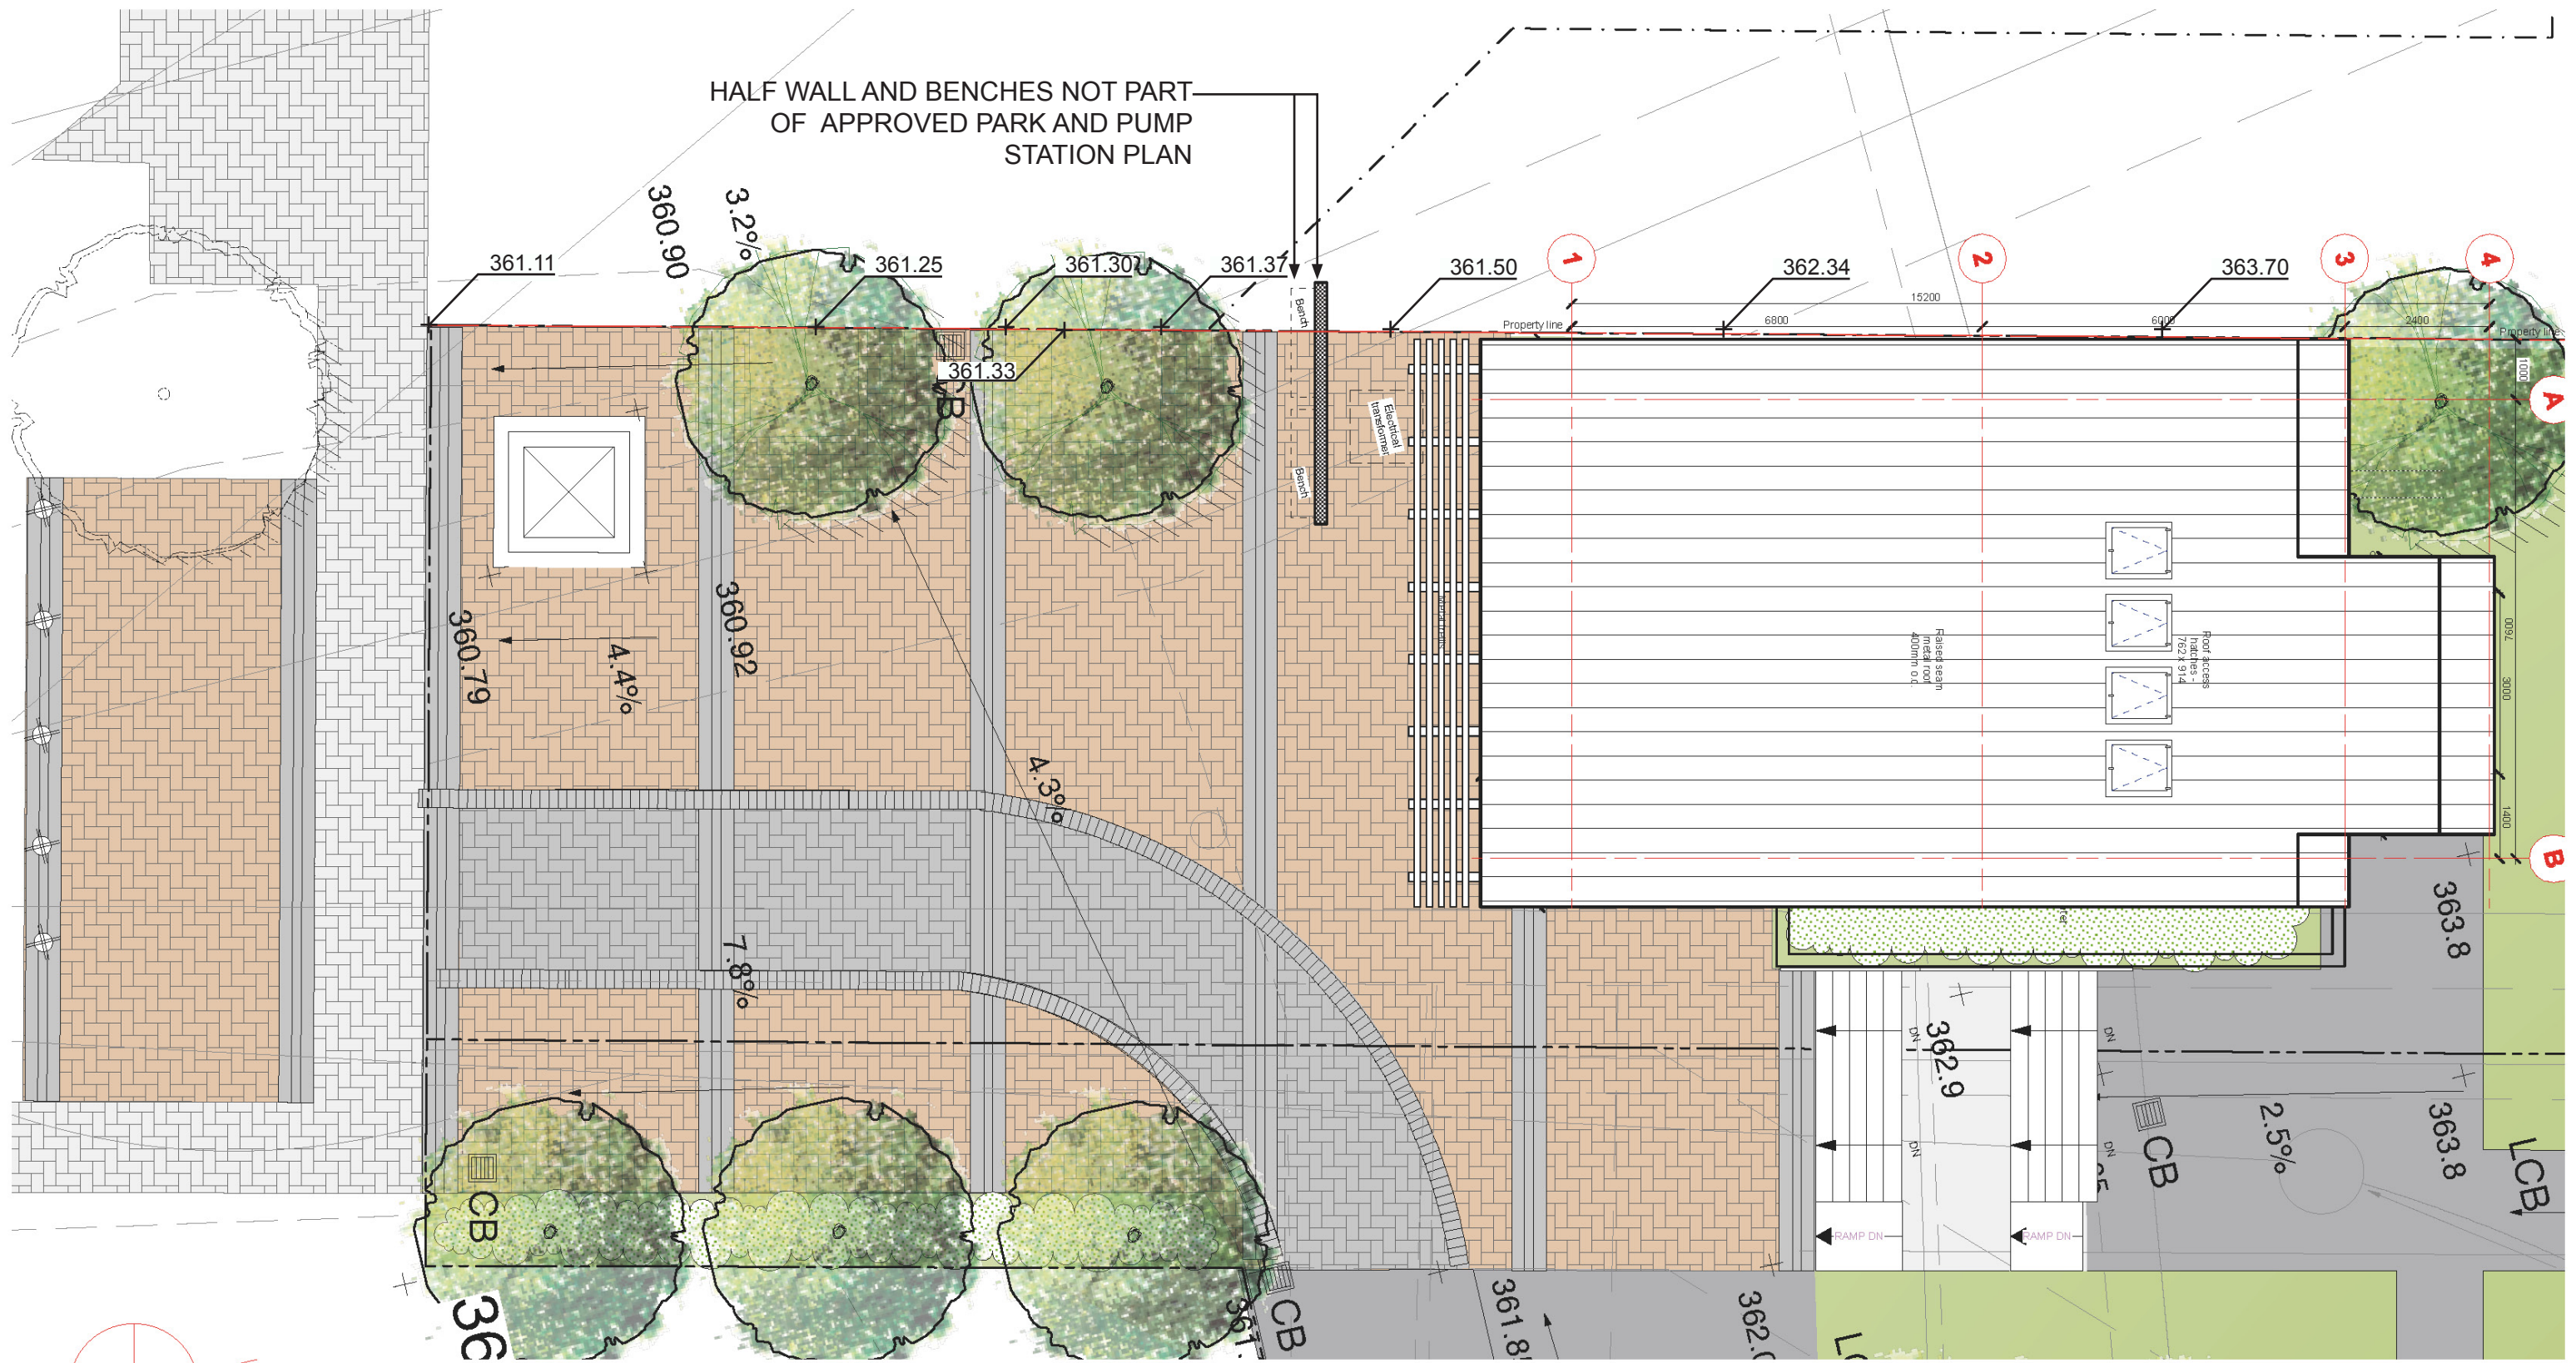 HALF WALL AND BENCHES NOT PART
OF APPROVED PARK AND PUMP
STATION PLAN
360.90
3.2%
361.11
361.25
361.30
361.37
361.50
1
362.34
2
363.70
3
4
15200
Property line
6800
6000
2400
Property line
361.33
CB
Bench
Bench
Electrical
transformer
1000
A
360.79
4.4%
360.92
4.3%
Raised seam
metal roof
400mm o.c.
Roof access
hatches -
762 x 914
7600
3000
1400
B
7.8%
363.8
DN
362.9
DN
DN
DN
CB
2.5%
363.8
LCB
RAMP DN
RAMP DN
CB
36
CB
361.8
362.0